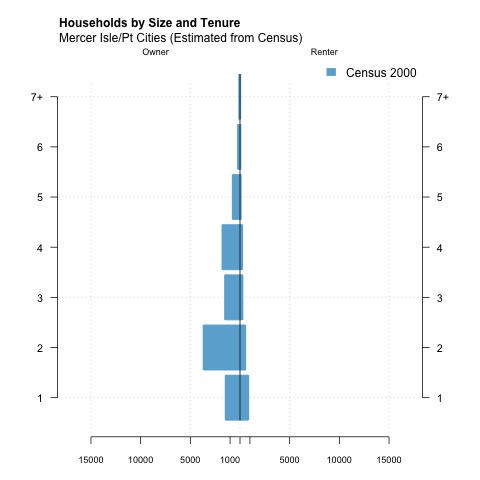 Households by Size and Tenure
Mercer Isle/Pt Cities (Estimated from Census)
Owner Renter
Census 2000
7+ 7+
6 6
5 5
4 4
3 3
2 2
1 1
15000 10000 5000 1000 5000 10000 15000